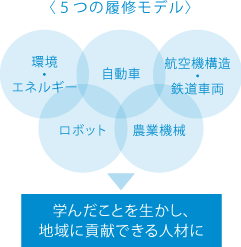 〈５つの履修モデル〉
環境
・
エネルギー
自動車
航空機構造
・
鉄道車両
ロボット
農業機械
学んだことを生かし、
地域に貢献できる人材に